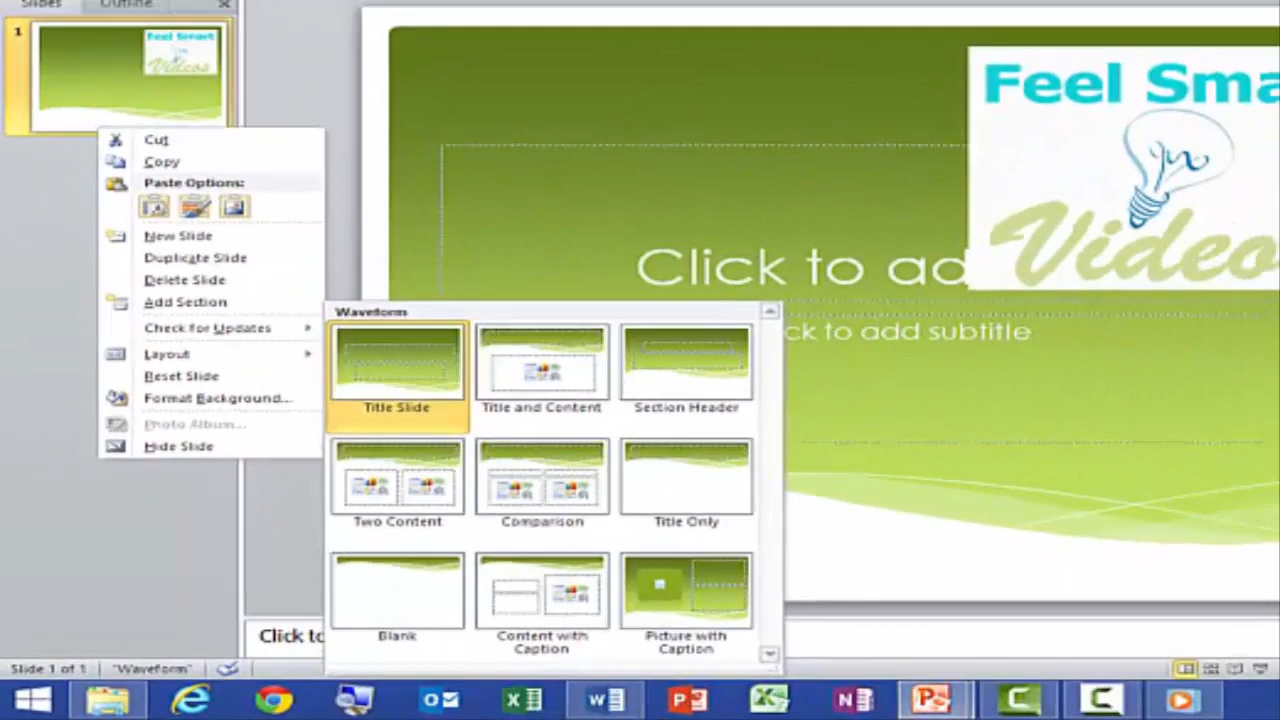 Slides Outline
1
Feel Smart
Videos
Cut
Copy
Paste Options:
New Slide
Duplicate Slide
Delete Slide
Add Section
Check for Updates
Layout
Reset Slide
Format Background...
Photo Album...
Hide Slide
Feel Sma
Videos
Click to ad
ck to add subtitle
Waveform
Title Slide
Title and Content
Section Header
Two Content
Comparison
Title Only
Blank
Content with
Caption
Picture with
Caption
Click to
Slide 1 of 1
"Waveform"